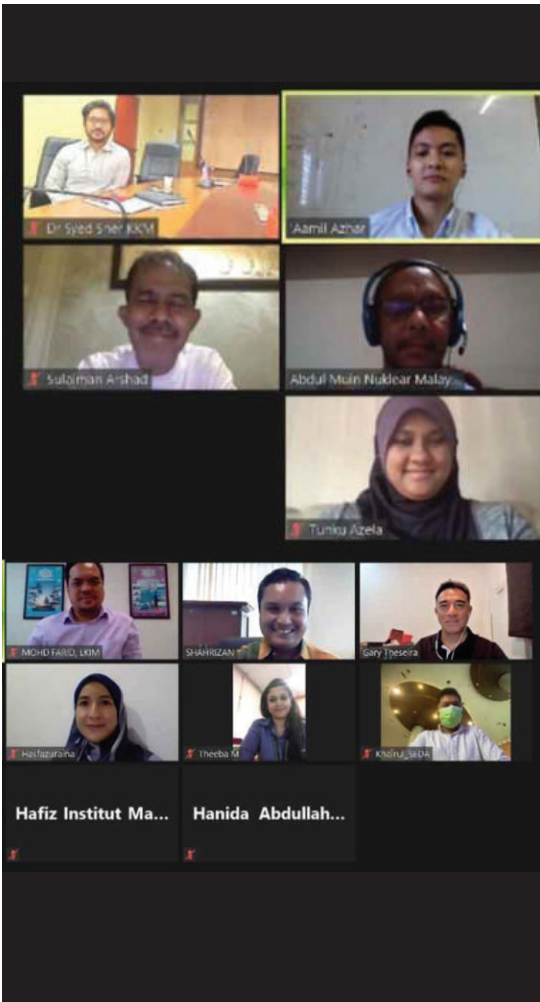 Dr Syed Sher KKM
'Aamil Azhar
Sulaiman Arshad
Abdul Muin Nuklear Malay
Tunku Azela
MOHD FARID, LKIM
SHAHRIZAN
Gary Theseira
Hasfazuraina
Theeba M
Khairul_SEDA
Hafiz Institut Ma...
Hanida Abdullah...